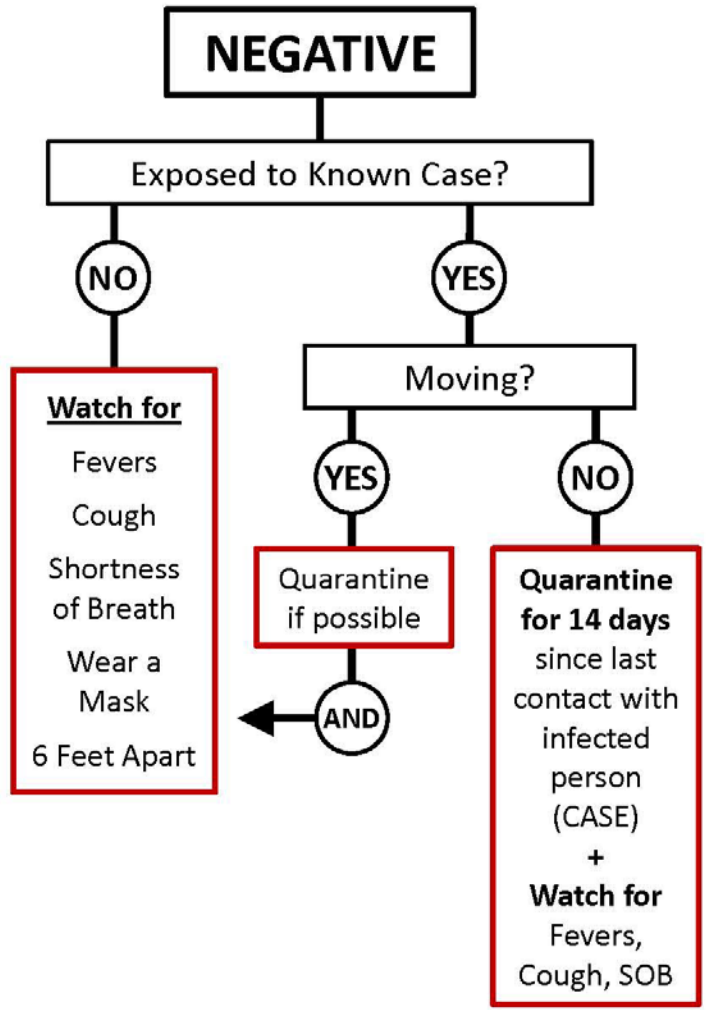 NEGATIVE
Exposed to Known Case?
NO
YES
Watch for
Fevers
Cough
Shortness
of Breath
Wear a
Mask
6 Feet Apart
Moving?
YES
NO
Quarantine
if possible
AND
Quarantine
for 14 days
since last
contact with
infected
person
(CASE)
+
Watch for
Fevers,
Cough, SOB